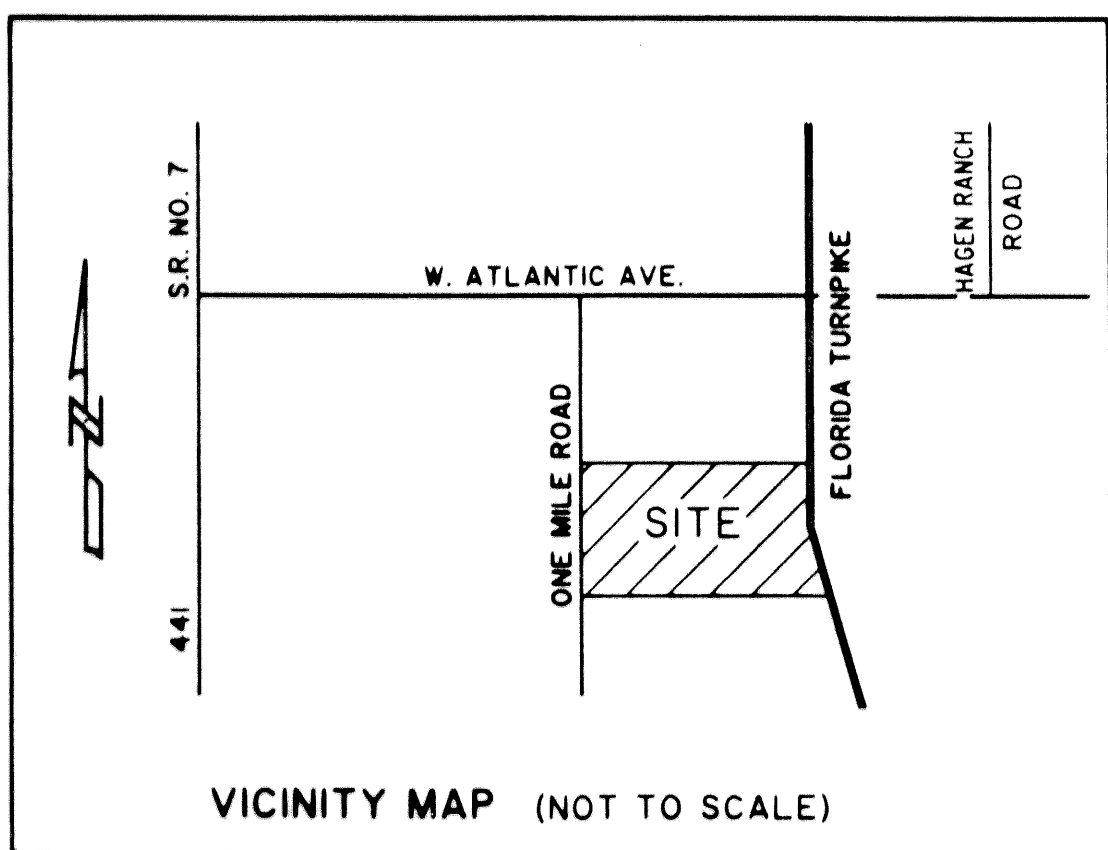 S.R. NO. 7
W. ATLANTIC AVE.
HAGEN RANCH
ROAD
FLORIDA TURNPIKE
N
ONE MILE ROAD
SITE
441
VICINITY MAP (NOT TO SCALE)